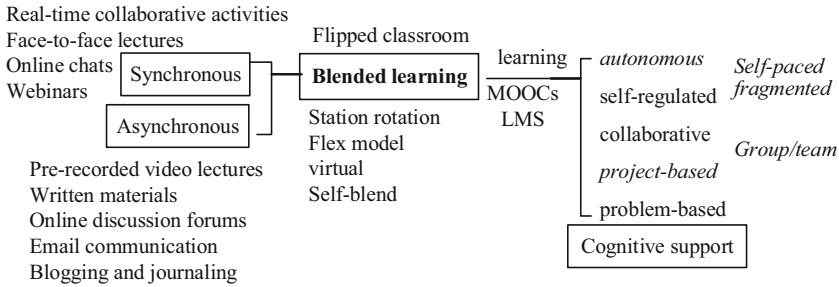 Real-time collaborative activities
Face-to-face lectures
Online chats
Webinars
Synchronous
Asynchronous
Pre-recorded video lectures
Written materials
Online discussion forums
Email communication
Blogging and journaling
Flipped classroom
Blended learning
Station rotation
Flex model
virtual
Self-blend
learning
MOOCs
LMS
autonomous
self-regulated
collaborative
project-based
problem-based
Self-paced
fragmented
Group/team
Cognitive support